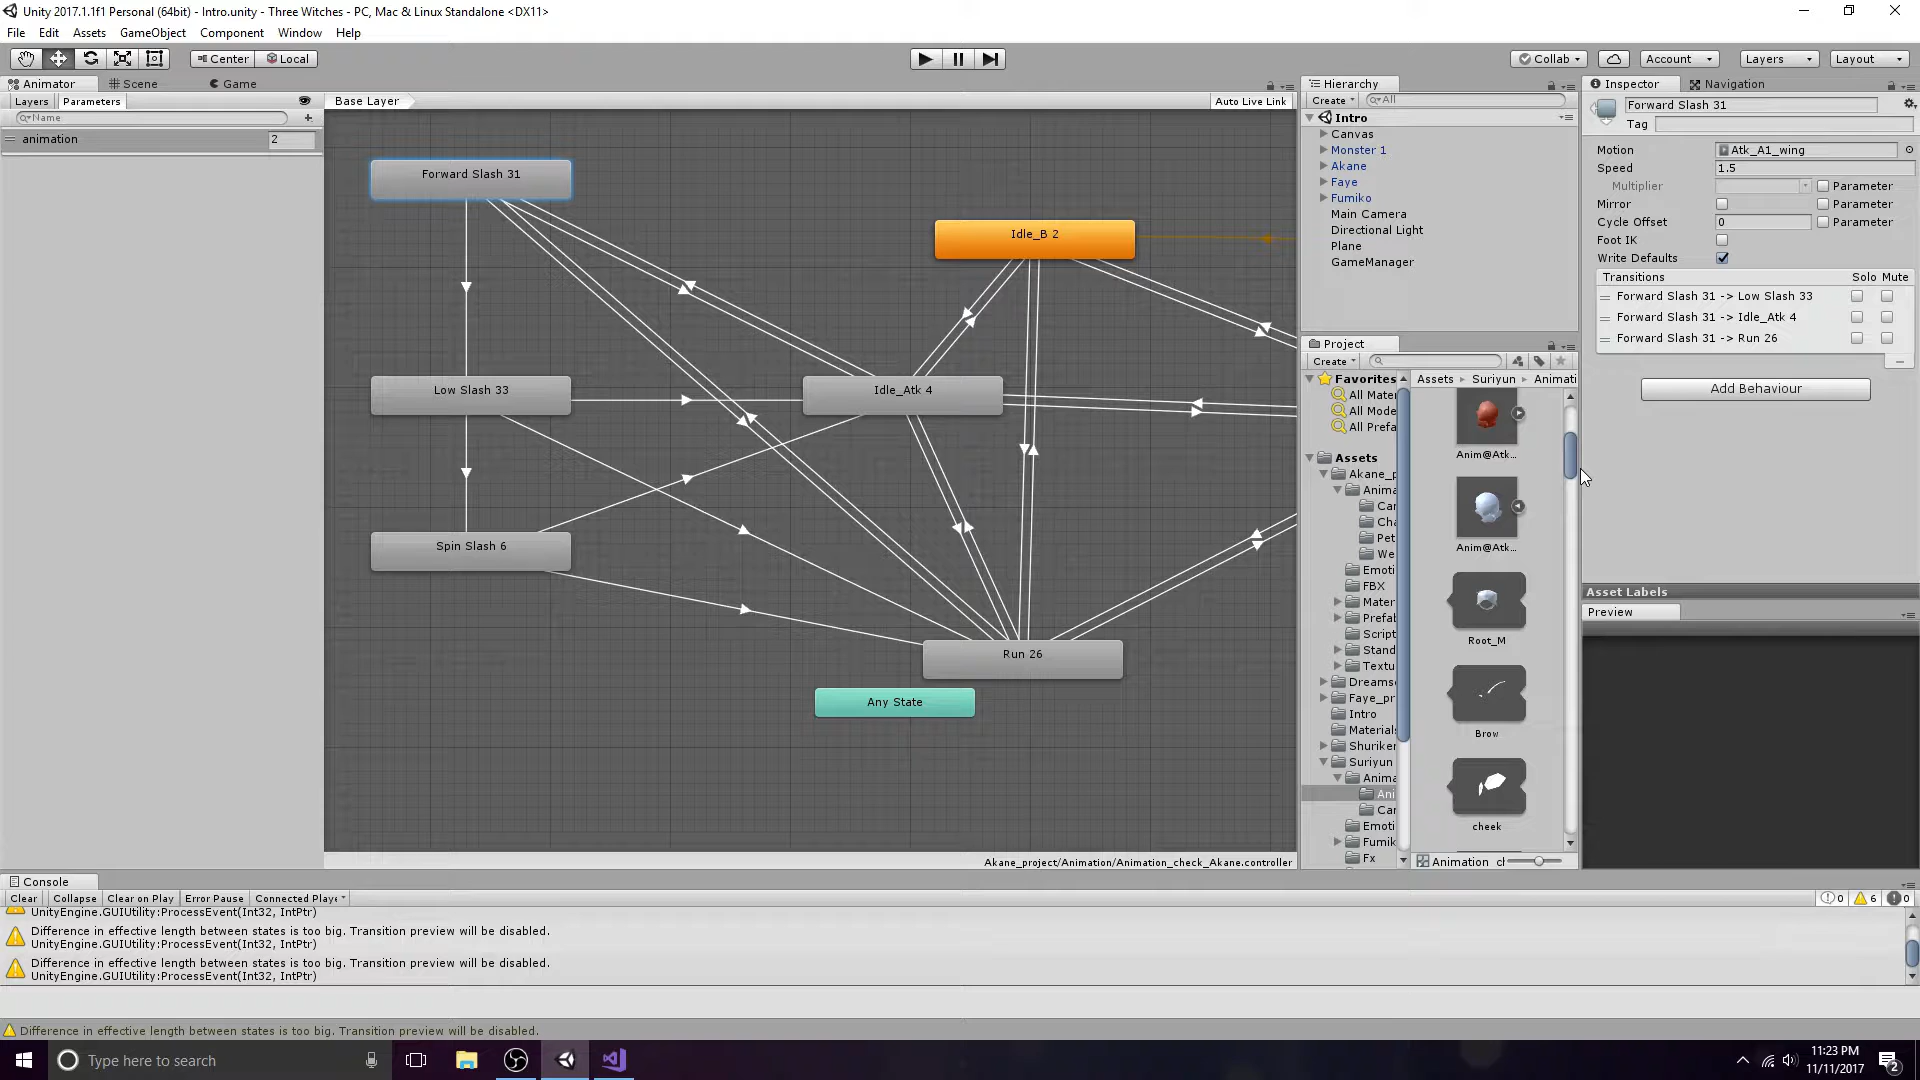 Unity 2017.1.1f1 Personal (64bit) - Intro.unity - Three Witches - PC, Mac & Linux Standalone <DX11>
File Edit Assets GameObject Component Window Help
Center Local
Collab Account Layers Layout
Animator Scene Game
Layers Parameters
Name
animation 2
Base Layer
Auto Live Link
Forward Slash 31
Idle_B 2
Low Slash 33
Idle_Atk 4
Spin Slash 6
Run 26
Any State
Akane_project/Animation/Animation_check_Akane.controller
Hierarchy
Create All
Intro
Canvas
Monster 1
Akane
Faye
Fumiko
Main Camera
Directional Light
Plane
GameManager
Project
Create
Favorites
All Mater
All Mode
All Prefa
Assets
Akane_p
Anima
Car
Cha
Pet
We
Emoti
FBX
Mater
Prefab
Script
Stand
Textu
Dreams
Faye_pr
Intro
Materials
Shuriken
Suriyun
Anima
Ani
Car
Emoti
Fumik
Fx
Assets Suriyun Animati
Anim@Atk...
Anim@Atk...
Root_M
Brow
cheek
Animation_cl
Inspector Navigation
Forward Slash 31
Tag
Motion Atk_A1_wing
Speed 1.5
Multiplier Parameter
Mirror Parameter
Cycle Offset 0 Parameter
Foot IK
Write Defaults
Transitions Solo Mute
Forward Slash 31 -> Low Slash 33
Forward Slash 31 -> Idle_Atk 4
Forward Slash 31 -> Run 26
Add Behaviour
Asset Labels
Preview
Console
Clear Collapse Clear on Play Error Pause Connected Playe
0 6 0
UnityEngine.GUIUtility:ProcessEvent(Int32, IntPtr)
Difference in effective length between states is too big. Transition preview will be disabled.
UnityEngine.GUIUtility:ProcessEvent(Int32, IntPtr)
Difference in effective length between states is too big. Transition preview will be disabled.
UnityEngine.GUIUtility:ProcessEvent(Int32, IntPtr)
Difference in effective length between states is too big. Transition preview will be disabled.
Type here to search
11:23 PM
11/11/2017
2